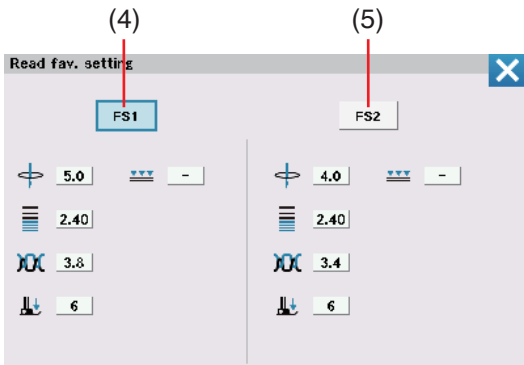 (4) (5)
Read fav. setting
FS1 FS2
5.0 - 4.0 -
2.40 2.40
3.8 3.4
6 6